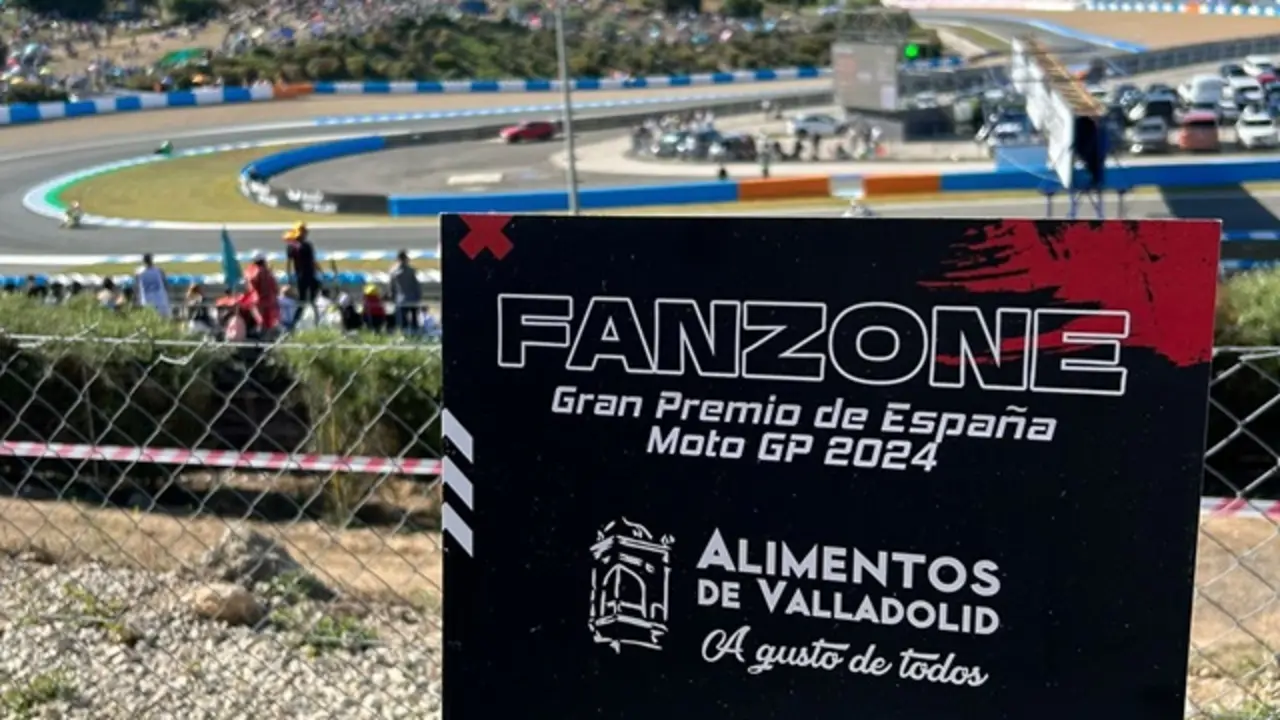 FANZONE
Gran Premio de España
Moto GP 2024
ALIMENTOS
DE VALLADOLID
A gusto de todos